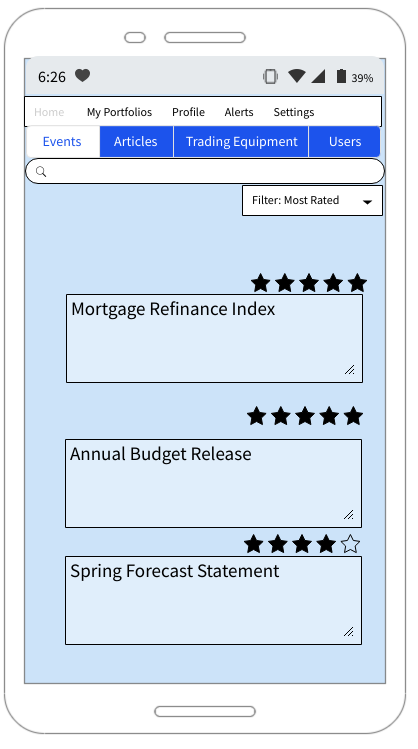 6:26 39%
Home My Portfolios Profile Alerts Settings
Events Articles Trading Equipment Users
Filter: Most Rated
Mortgage Refinance Index
Annual Budget Release
Spring Forecast Statement